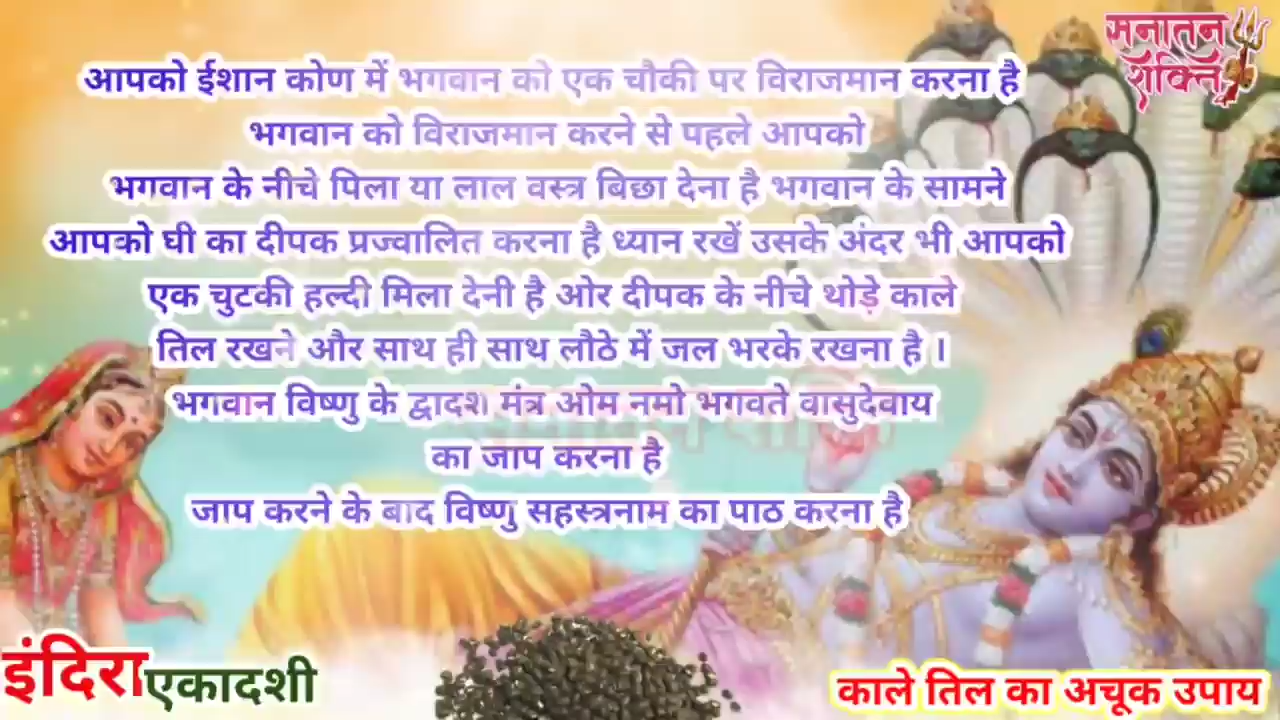 सनातन
शक्ति
आपको ईशान कोण में भगवान को एक चौकी पर विराजमान करना है
भगवान को विराजमान करने से पहले आपको
भगवान के नीचे पिला या लाल वस्त्र बिछा देना है भगवान के सामने
आपको घी का दीपक प्रज्वालित करना है ध्यान रखें उसके अंदर भी आपको
एक चुटकी हल्दी मिला देनी है ओर दीपक के नीचे थोड़े काले
तिल रखने और साथ ही साथ लौठे में जल भरके रखना है ।
भगवान विष्णु के द्वादश मंत्र ओम नमो भगवते वासुदेवाय
का जाप करना है
जाप करने के बाद विष्णु सहस्त्रनाम का पाठ करना है
इंदिरा एकादशी
काले तिल का अचूक उपाय